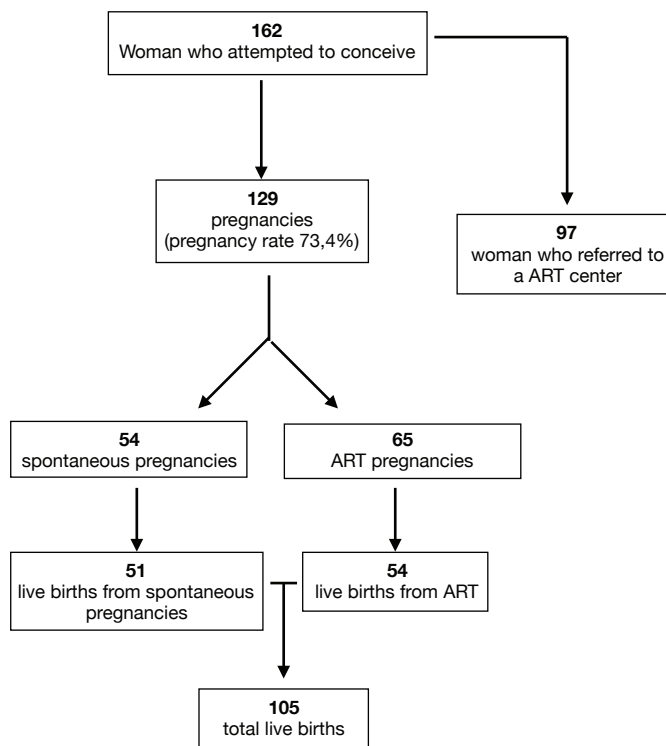 162
Woman who attempted to conceive
129
pregnancies
(pregnancy rate 73,4%)
97
woman who referred to
a ART center
54
spontaneous pregnancies
65
ART pregnancies
51
live births from spontaneous
pregnancies
54
live births from ART
105
total live births